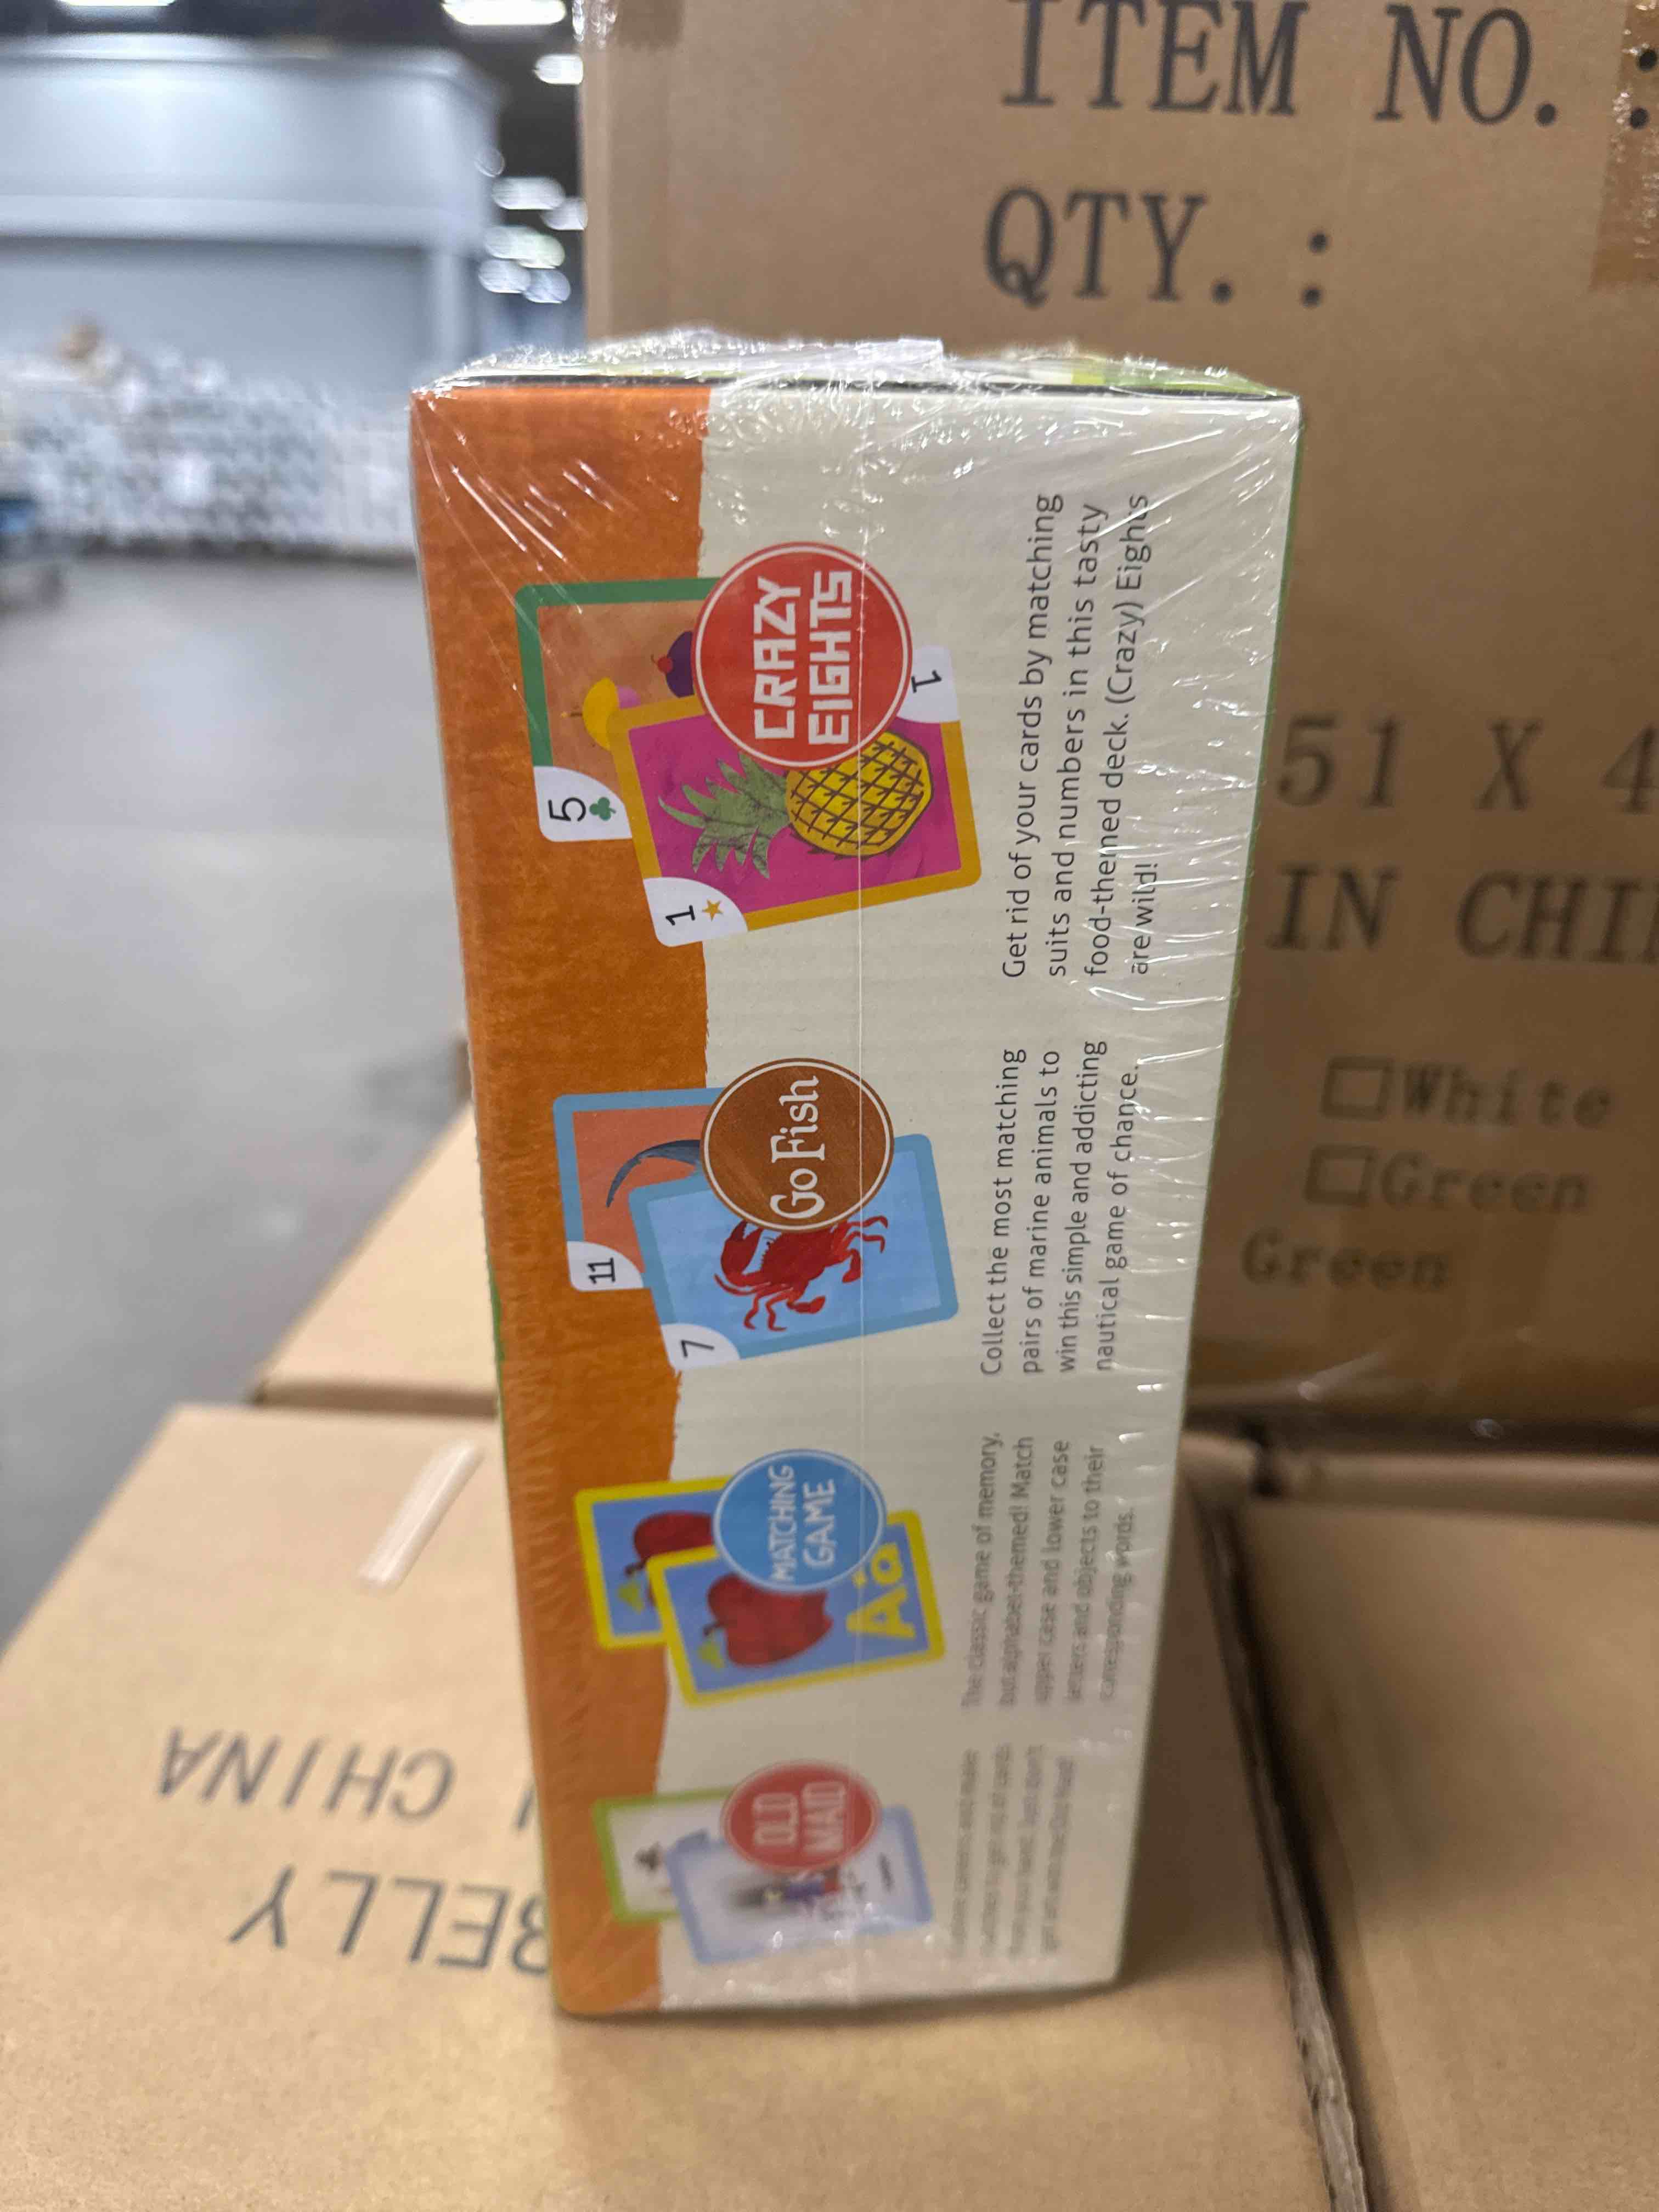 ITEM NO. :
QTY. :
51 X 4
IN CHI
□White
□Green
Green
CHINA
BELLY
OLD
MAID
MATCHING
GAME
Aa
The classic game of memory,
but alphabet-themed! Match
upper case and lower case
letters and objects to their
corresponding words.
11
7
Go Fish
Collect the most matching
pairs of marine animals to
win this simple and addicting
nautical game of chance.
5
1
1
CRAZY
EIGHTS
Get rid of your cards by matching
suits and numbers in this tasty
food-themed deck. (Crazy) Eights
are wild!